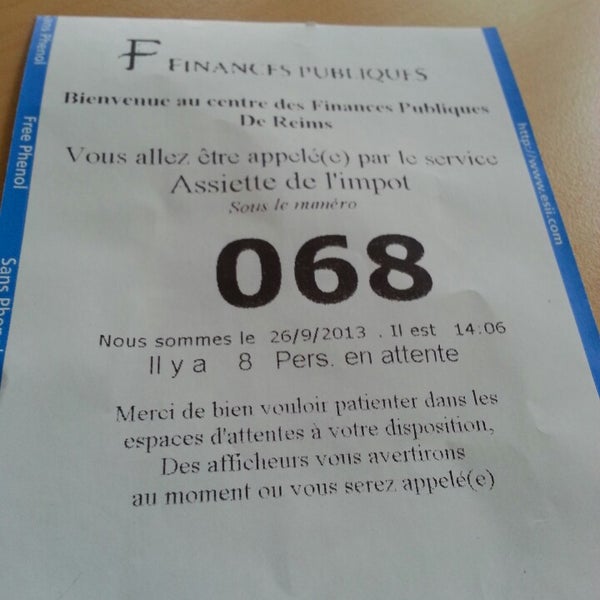 F FINANCES PUBLIQUES
Bienvenue au centre des Finances Publiques
De Reims
Vous allez être appelé(e) par le service
Assiette de l'impot
Sous le numéro
068
Nous sommes le 26/9/2013 . Il est 14:06
Il y a 8 Pers. en attente
Merci de bien vouloir patienter dans les
espaces d'attentes à votre disposition,
Des afficheurs vous avertirons
au moment ou vous serez appelé(e)
Sans Phenol
Free Phenol
Sans
http://www.esii.com